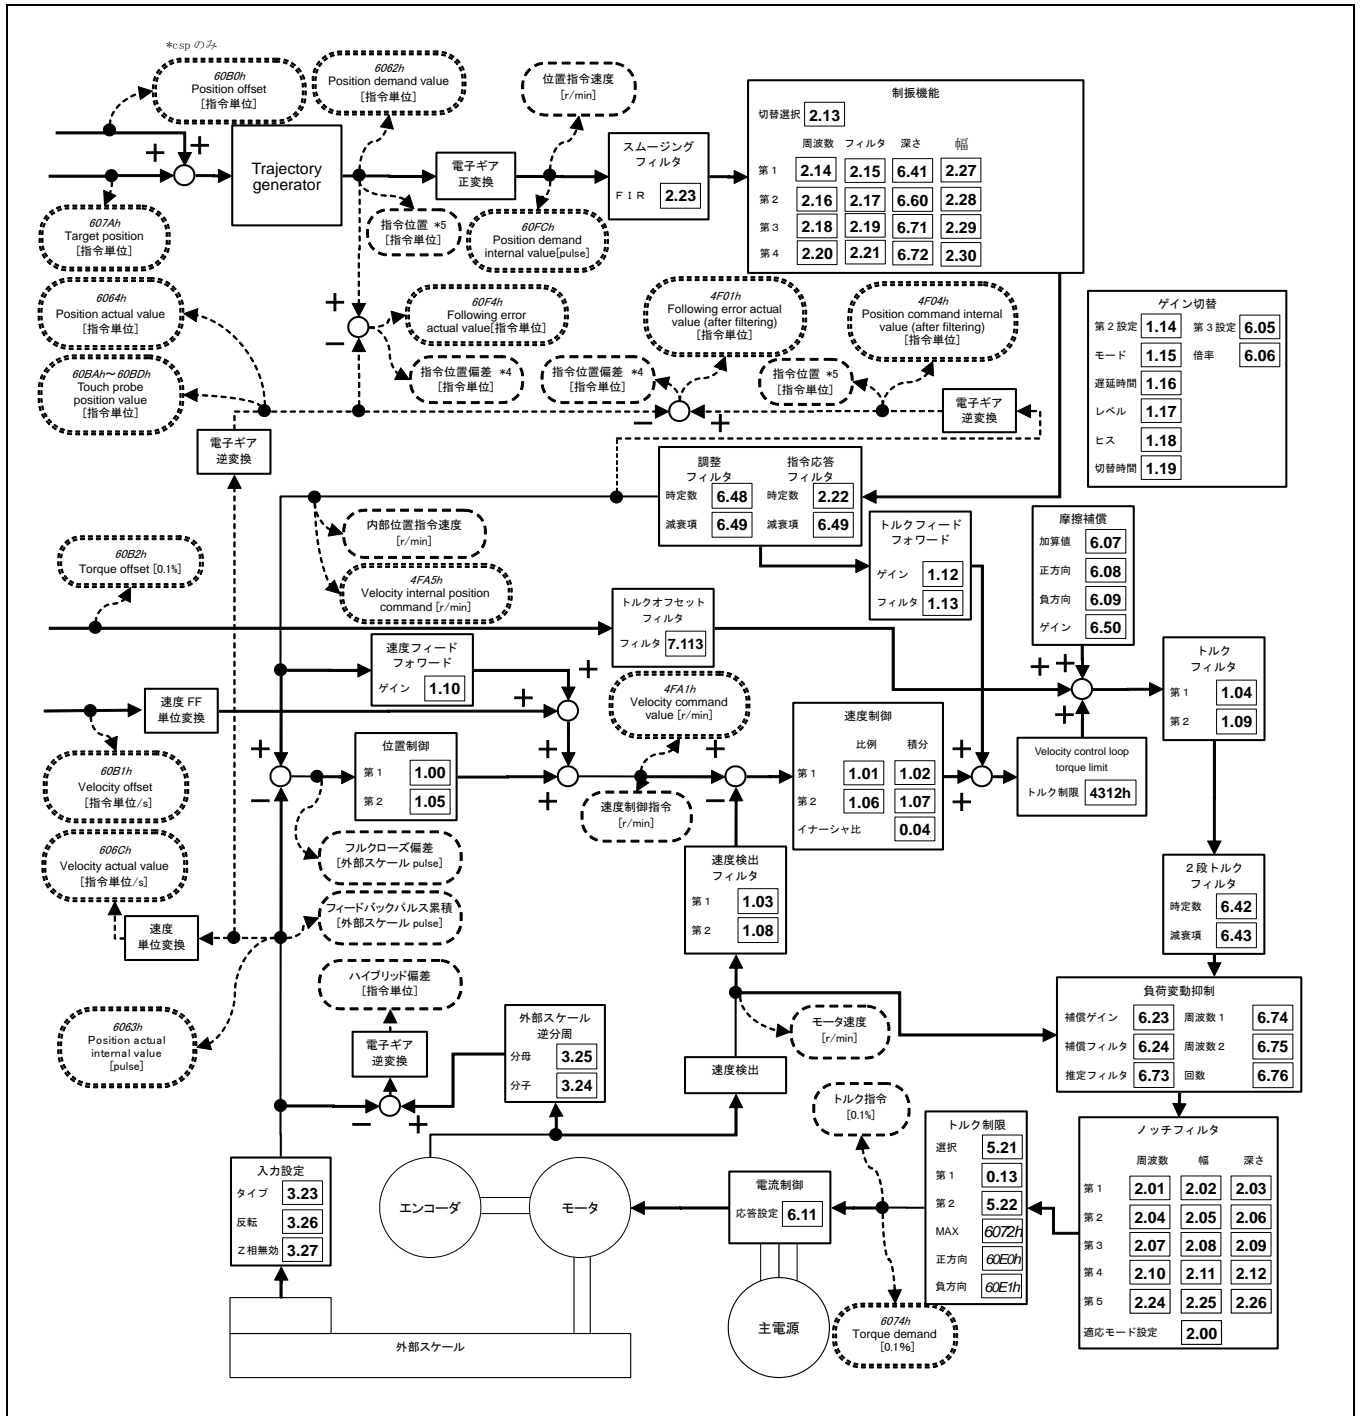 *csp のみ
60B0h
Position offset
[指令単位]
6062h
Position demand value
[指令単位]
位置指令速度
[r/min]
+
+
Trajectory
generator
電子ギア
正変換
スムージング
フィルタ
ＦＩＲ 2.23
制振機能
切替選択 2.13
周波数 フィルタ 深さ 幅
第１ 2.14 2.15 6.41 2.27
第２ 2.16 2.17 6.60 2.28
第３ 2.18 2.19 6.71 2.29
第４ 2.20 2.21 6.72 2.30
607Ah
Target position
[指令単位]
指令位置 *5
[指令単位]
60FCh
Position demand
internal value[pulse]
6064h
Position actual value
[指令単位]
60BAh～60BDh
Touch probe
position value
[指令単位]
+
−
60F4h
Following error
actual value[指令単位]
指令位置偏差 *4
[指令単位]
4F01h
Following error actual
value (after filtering)
[指令単位]
指令位置偏差 *4
[指令単位]
4F04h
Position command internal
value (after filtering)
[指令単位]
指令位置 *5
[指令単位]
−
+
電子ギア
逆変換
ゲイン切替
第２設定 1.14 第３設定 6.05
モード 1.15 倍率 6.06
遅延時間 1.16
レベル 1.17
ヒス 1.18
切替時間 1.19
電子ギア
逆変換
調整
フィルタ
指令応答
フィルタ
時定数 6.48 時定数 2.22
減衰項 6.49 減衰項 6.49
内部位置指令速度
[r/min]
4FA5h
Velocity internal position
command [r/min]
トルクフィード
フォワード
ゲイン 1.12
フィルタ 1.13
摩擦補償
加算値 6.07
正方向 6.08
負方向 6.09
ゲイン 6.50
60B2h
Torque offset [0.1%]
トルクオフセット
フィルタ
フィルタ 7.113
速度フィード
フォワード
ゲイン 1.10
+
+
4FA1h
Velocity command
value [r/min]
+
+
+
トルク
フィルタ
第１ 1.04
第２ 1.09
速度 FF
単位変換
60B1h
Velocity offset
[指令単位/s]
+
−
位置制御
第１ 1.00
第２ 1.05
+
+
速度制御指令
[r/min]
+
−
速度制御
比例 積分
第１ 1.01 1.02
第２ 1.06 1.07
イナーシャ比 0.04
+
+
Velocity control loop
torque limit
トルク制限 4312h
606Ch
Velocity actual value
[指令単位/s]
速度
単位変換
フルクローズ偏差
[外部スケール pulse]
フィードバックパルス累積
[外部スケール pulse]
速度検出
フィルタ
第１ 1.03
第２ 1.08
２段トルク
フィルタ
時定数 6.42
減衰項 6.43
6063h
Position actual
internal value
[pulse]
ハイブリッド偏差
[指令単位]
電子ギア
逆変換
−
+
外部スケール
逆分周
分母 3.25
分子 3.24
モータ速度
[r/min]
速度検出
負荷変動抑制
補償ゲイン 6.23 周波数１ 6.74
補償フィルタ 6.24 周波数２ 6.75
推定フィルタ 6.73 回数 6.76
トルク指令
[0.1%]
入力設定
タイプ 3.23
反転 3.26
Ｚ相無効 3.27
エンコーダ
モータ
電流制御
応答設定 6.11
主電源
6074h
Torque demand
[0.1%]
トルク制限
選択 5.21
第１ 0.13
第２ 5.22
MAX 6072h
正方向 60E0h
負方向 60E1h
ノッチフィルタ
周波数 幅 深さ
第１ 2.01 2.02 2.03
第２ 2.04 2.05 2.06
第３ 2.07 2.08 2.09
第４ 2.10 2.11 2.12
第５ 2.24 2.25 2.26
適応モード設定 2.00
外部スケール